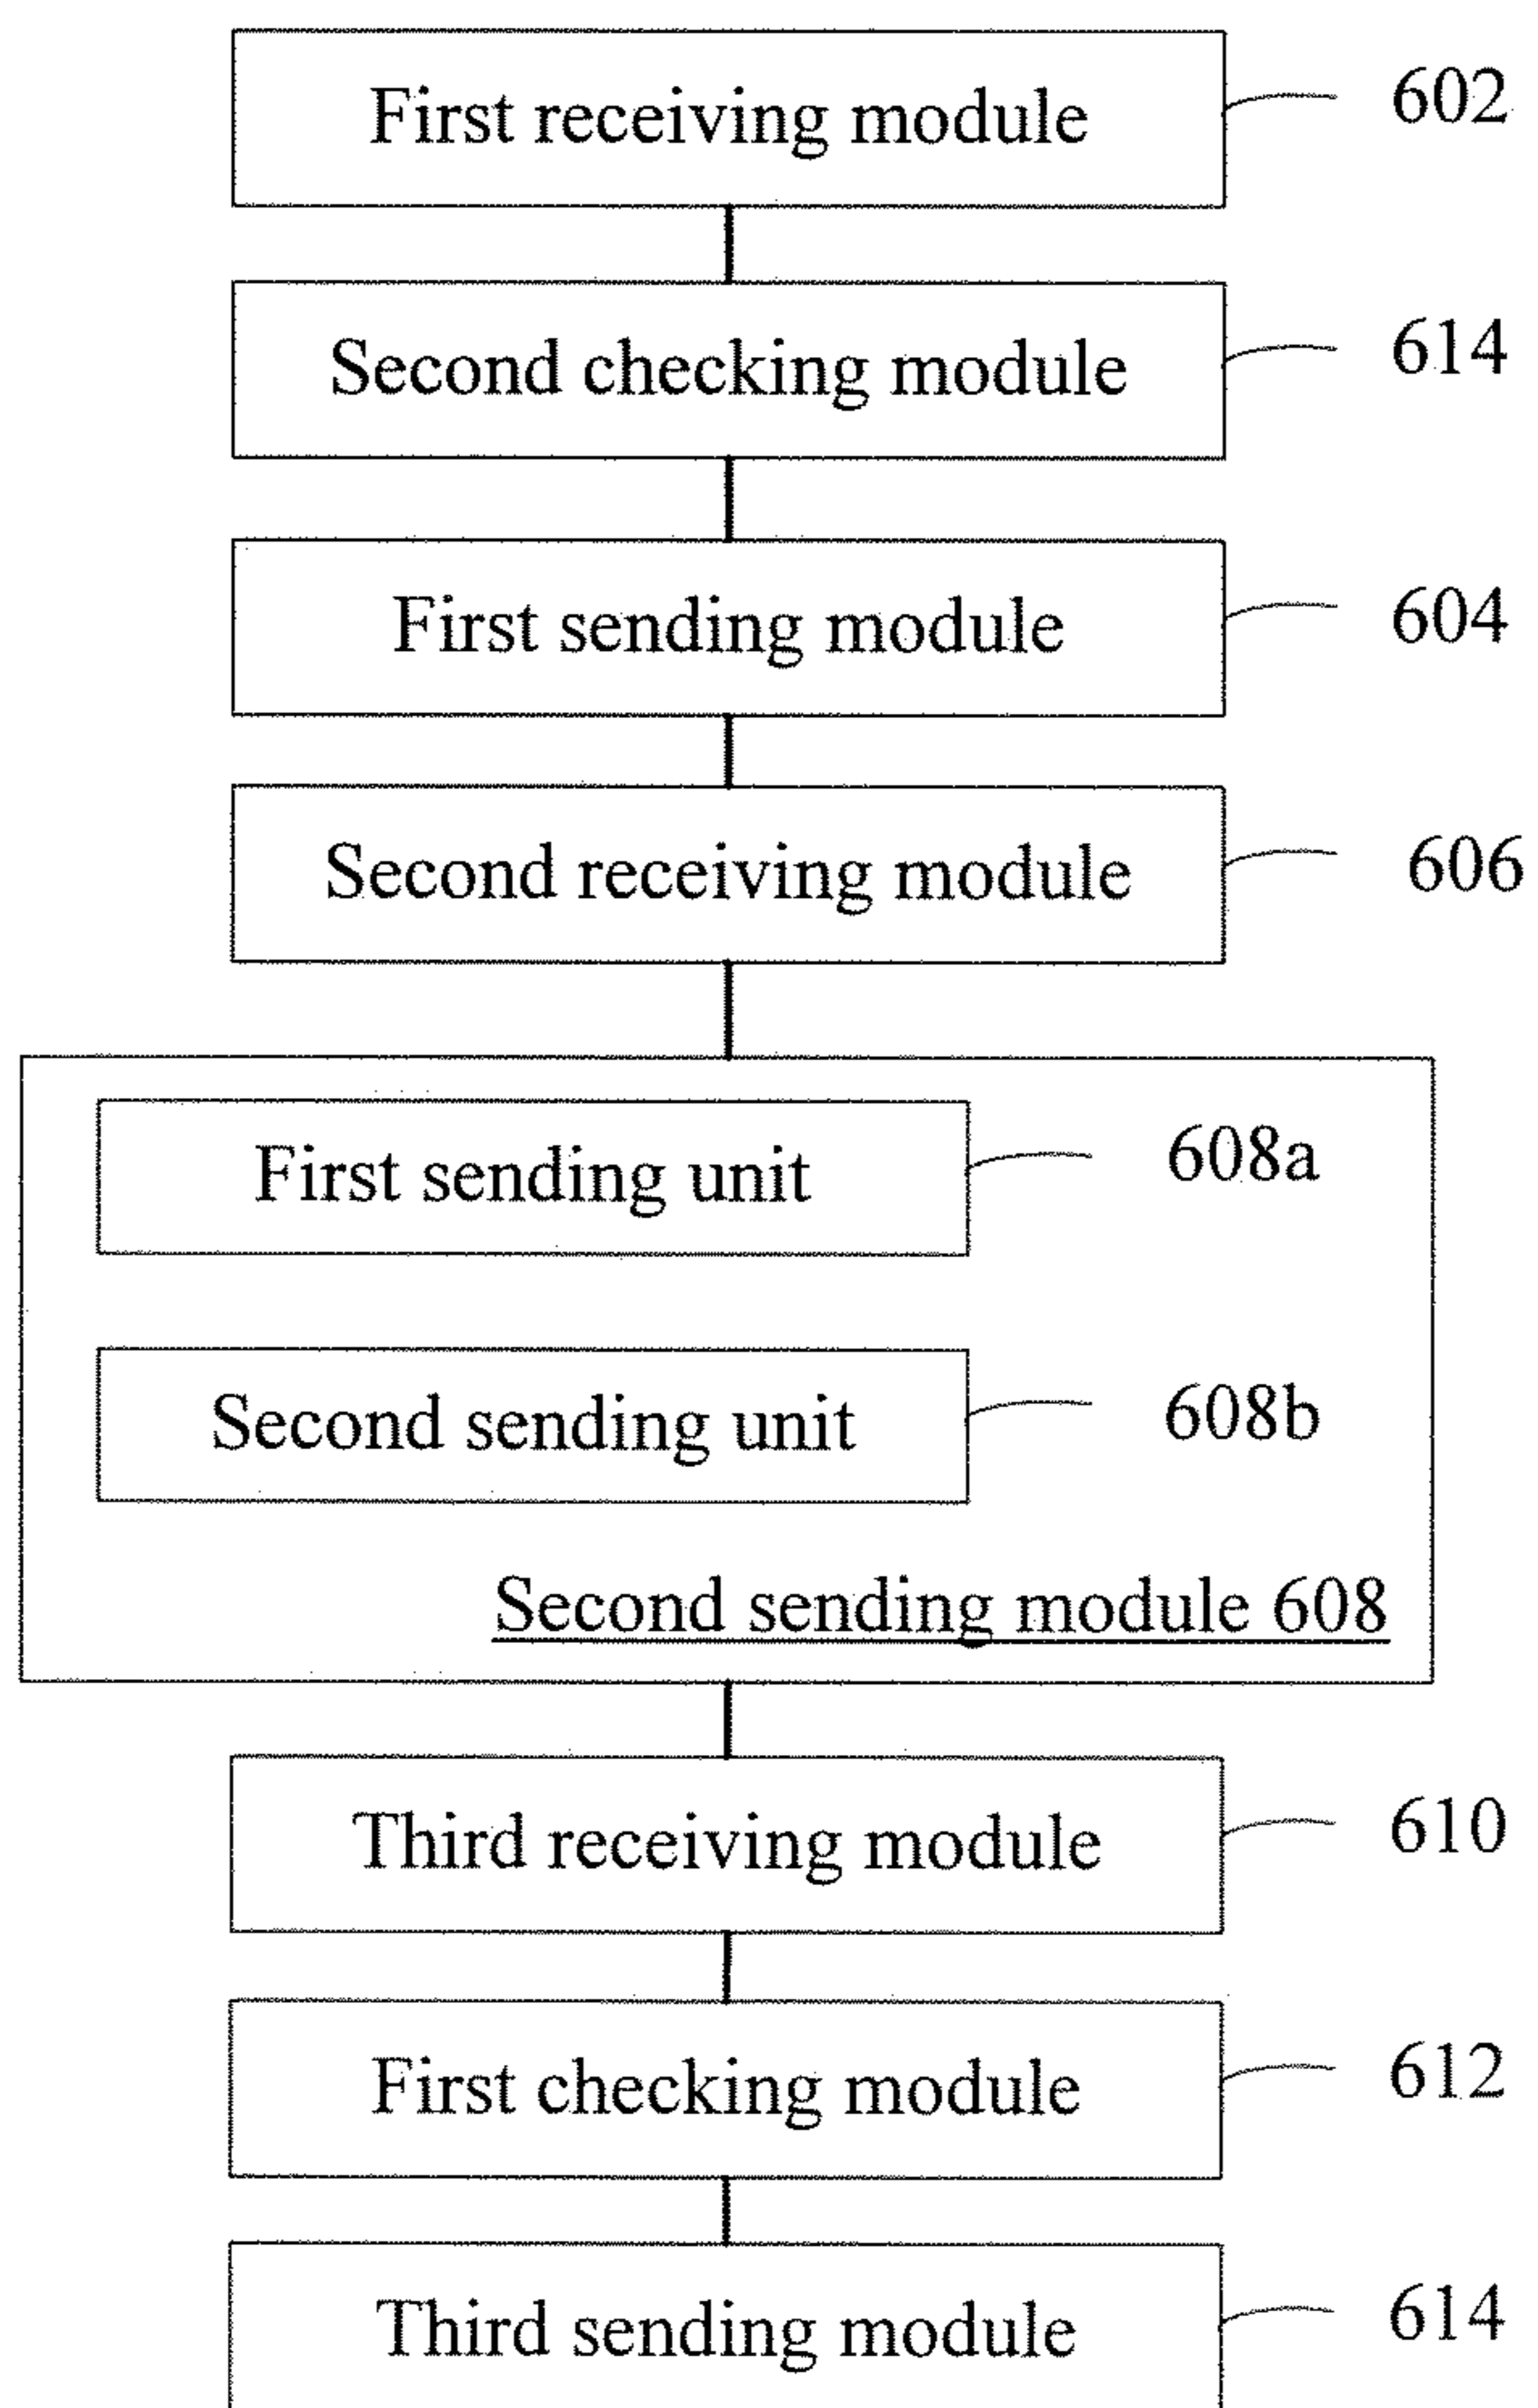 First receiving module 602
Second checking module 614
First sending module 604
Second receiving module 606
First sending unit 608a
Second sending unit 608b
Second sending module 608
Third receiving module 610
First checking module 612
Third sending module 614